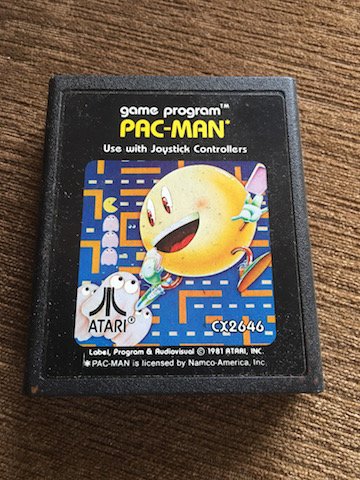 game program™
PAC-MAN*
Use with Joystick Controllers
ATARI®
CX2646
Label, Program & Audiovisual © 1981 ATARI, INC.
* PAC-MAN is licensed by Namco-America, Inc.